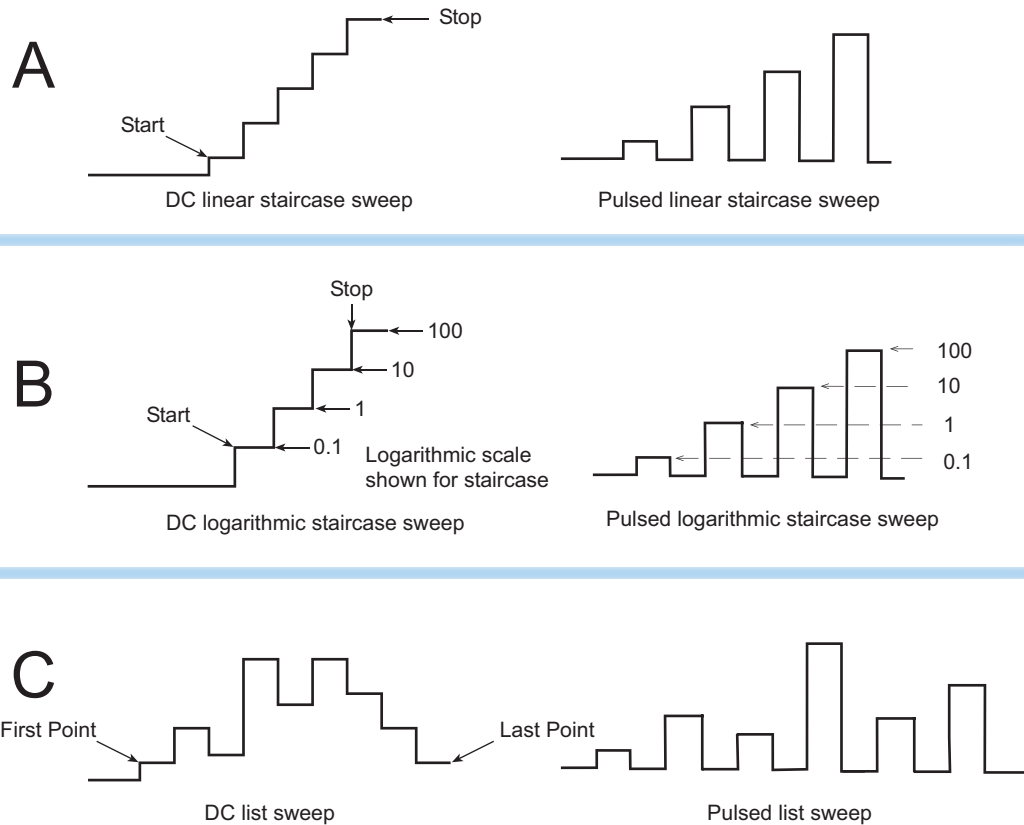 A
Stop
Start
DC linear staircase sweep
Pulsed linear staircase sweep
B
Stop
100
10
1
0.1
Start
Logarithmic scale
shown for staircase
DC logarithmic staircase sweep
100
10
1
0.1
Pulsed logarithmic staircase sweep
C
First Point
Last Point
DC list sweep
Pulsed list sweep